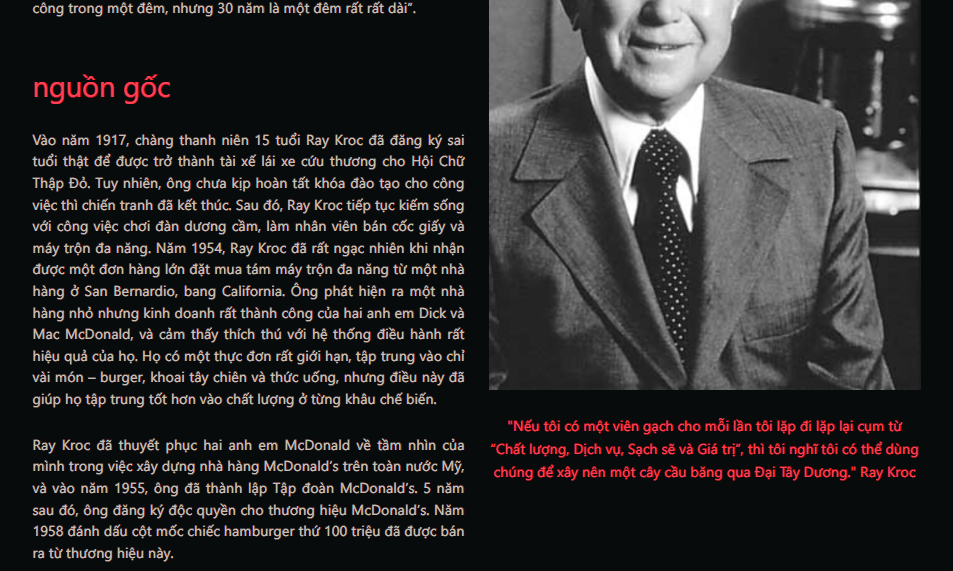 công trong một đêm, nhưng 30 năm là một đêm rất rất dài”.
nguồn gốc
Vào năm 1917, chàng thanh niên 15 tuổi Ray Kroc đã đăng ký sai
tuổi thật để được trở thành tài xế lái xe cứu thương cho Hội Chữ
Thập Đỏ. Tuy nhiên, ông chưa kịp hoàn tất khóa đào tạo cho công
việc thì chiến tranh đã kết thúc. Sau đó, Ray Kroc tiếp tục kiếm sống
với công việc chơi đàn dương cầm, làm nhân viên bán cốc giấy và
máy trộn đa năng. Năm 1954, Ray Kroc đã rất ngạc nhiên khi nhận
được một đơn hàng lớn đặt mua tám máy trộn đa năng từ một nhà
hàng ở San Bernardio, bang California. Ông phát hiện ra một nhà
hàng nhỏ nhưng kinh doanh rất thành công của hai anh em Dick và
Mac McDonald, và cảm thấy thích thú với hệ thống điều hành rất
hiệu quả của họ. Họ có một thực đơn rất giới hạn, tập trung vào chỉ
vài món – burger, khoai tây chiên và thức uống, nhưng điều này đã
giúp họ tập trung tốt hơn vào chất lượng ở từng khâu chế biến.
Ray Kroc đã thuyết phục hai anh em McDonald về tầm nhìn của
mình trong việc xây dựng nhà hàng McDonald’s trên toàn nước Mỹ,
và vào năm 1955, ông đã thành lập Tập đoàn McDonald’s. 5 năm
sau đó, ông đăng ký độc quyền cho thương hiệu McDonald’s. Năm
1958 đánh dấu cột mốc chiếc hamburger thứ 100 triệu đã được bán
ra từ thương hiệu này.
"Nếu tôi có một viên gạch cho mỗi lần tôi lặp đi lặp lại cụm từ
“Chất lượng, Dịch vụ, Sạch sẽ và Giá trị”, thì tôi nghĩ tôi có thể dùng
chúng để xây nên một cây cầu băng qua Đại Tây Dương." Ray Kroc